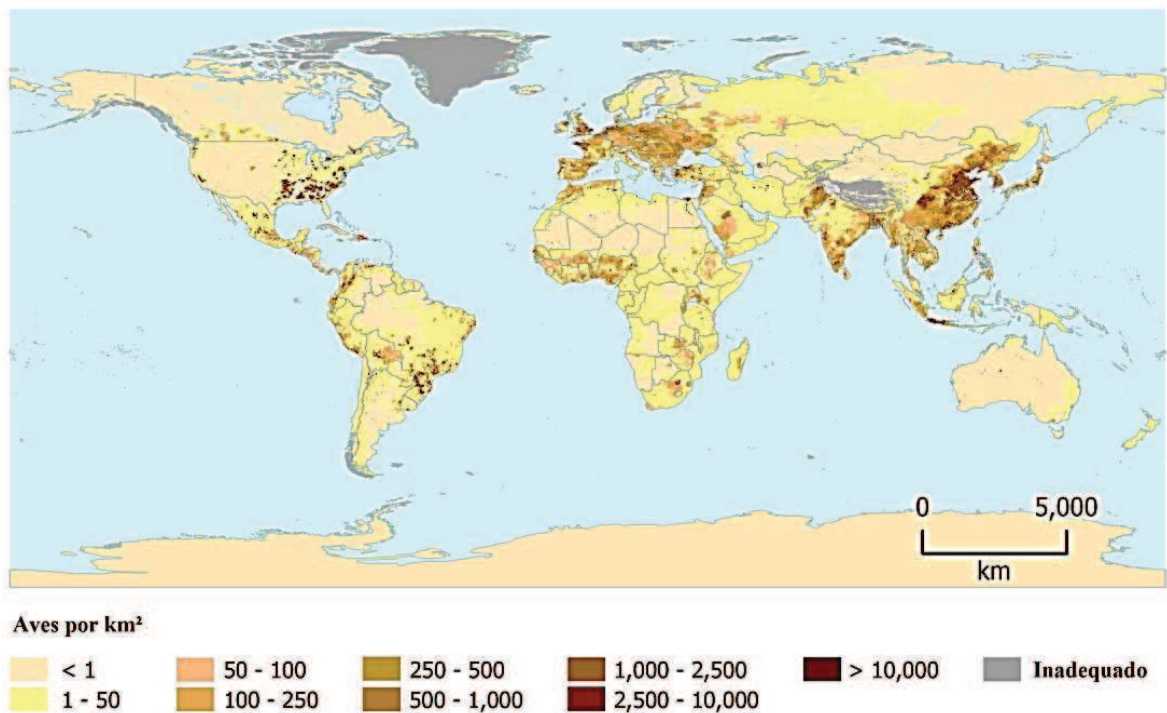 0 5,000
km
Aves por km²
< 1 50 - 100 250 - 500 1,000 - 2,500 > 10,000 Inadequado
1 - 50 100 - 250 500 - 1,000 2,500 - 10,000